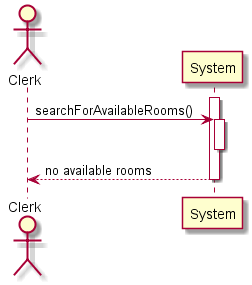 Clerk
System
searchForAvailableRooms()
no available rooms
Clerk
System